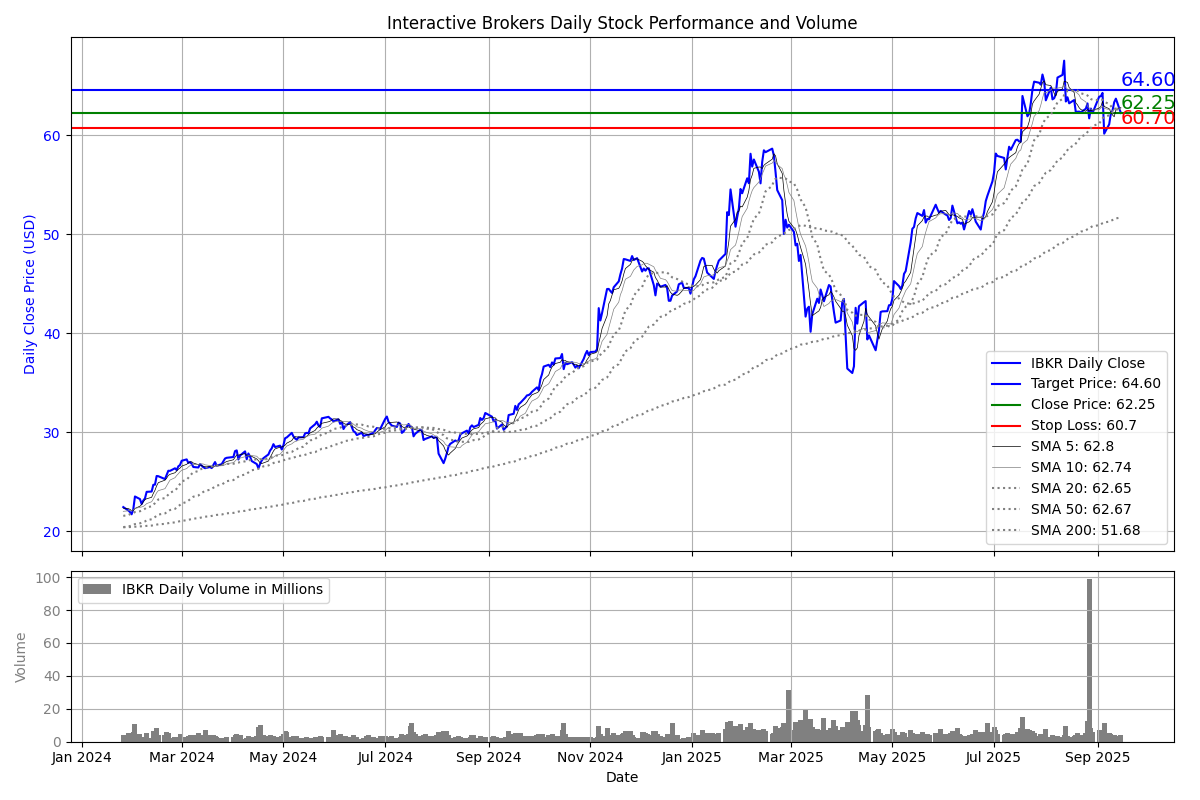 Interactive Brokers Daily Stock Performance and Volume
Daily Close Price (USD)
60
50
40
30
20
64.60
62.25
60.70
IBKR Daily Close
Target Price: 64.60
Close Price: 62.25
Stop Loss: 60.7
SMA 5: 62.8
SMA 10: 62.74
SMA 20: 62.65
SMA 50: 62.67
SMA 200: 51.68
Volume
100
80
60
40
20
0
IBKR Daily Volume in Millions
Jan 2024
Mar 2024
May 2024
Jul 2024
Sep 2024
Nov 2024
Jan 2025
Mar 2025
May 2025
Jul 2025
Sep 2025
Date